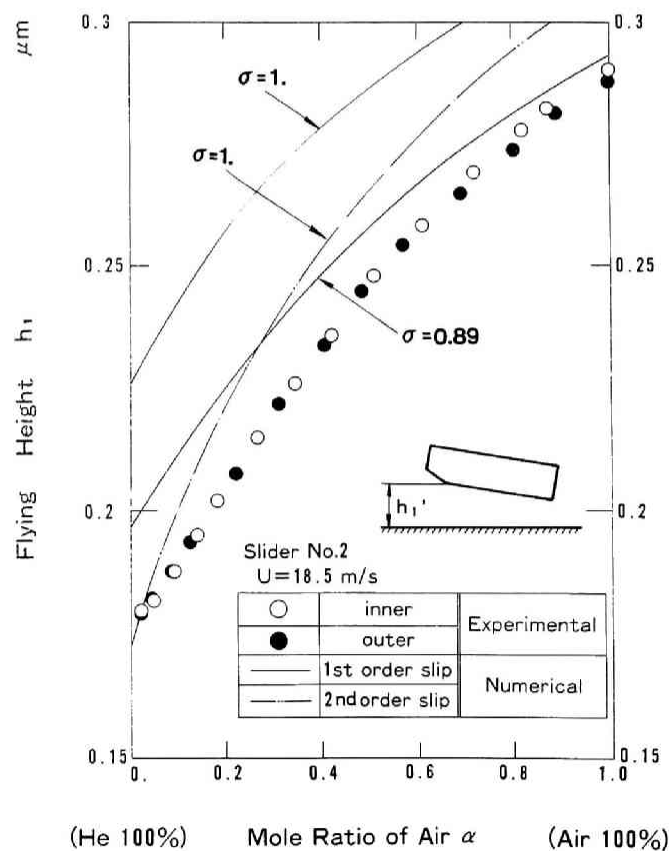 μm
0.3
0.3
σ=1.
σ=1.
0.25
0.25
σ=0.89
Flying Height h₁
h₁'
0.2
0.2
Slider No.2
U=18.5 m/s
inner
Experimental
outer
1st order slip
Numerical
2nd order slip
0.15
0.15
0. 0.2 0.4 0.6 0.8 1.0
(He 100%) Mole Ratio of Air α (Air 100%)